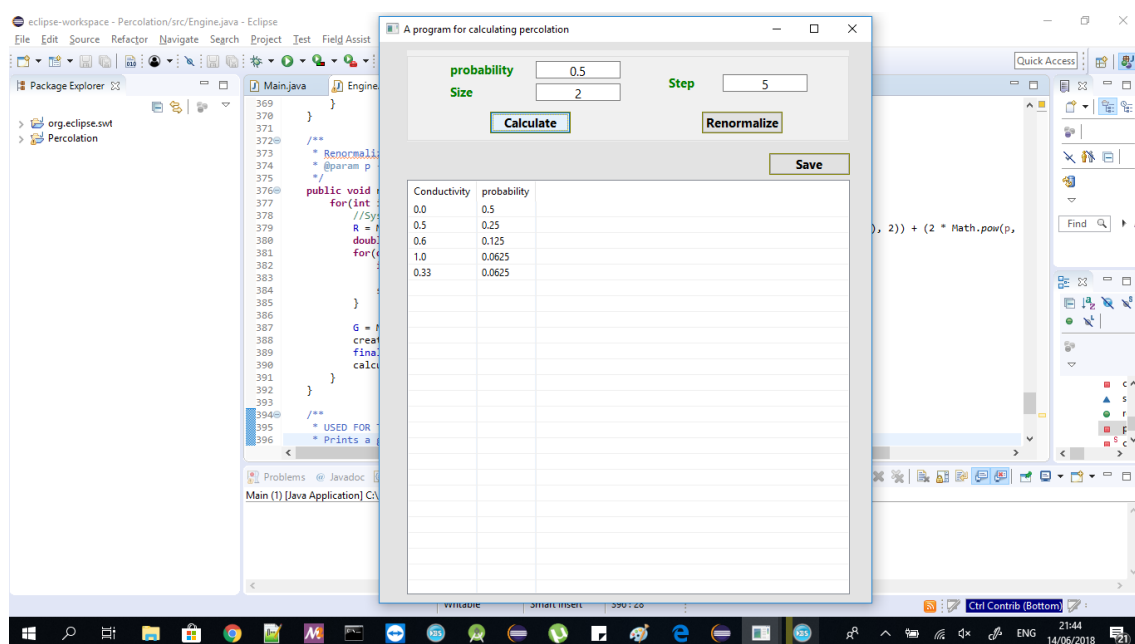 eclipse-workspace - Percolation/src/Engine.java - Eclipse
File Edit Source Refactor Navigate Search Project Test Field Assist
Quick Access
Package Explorer
org.eclipse.swt
Percolation
Main.java Engine.
369 }
370 }
371
372 /**
373 * Renormaliz
374 * @param p
375 */
376 public void
377 for(int
378 //Sys
379 R = M ), 2)) + (2 * Math.pow(p,
380 doubl
381 for(
382
383
384
385 }
386
387 G = M
388 creat
389 final
390 calcu
391 }
392 }
393
394 /**
395 * USED FOR T
396 * Prints a
Find
Problems Javadoc
Main (1) [Java Application] C:\
A program for calculating percolation
probability 0.5
Size 2
Step 5
Calculate
Renormalize
Save
Conductivity probability
0.0 0.5
0.5 0.25
0.6 0.125
1.0 0.0625
0.33 0.0625
Writable Smart Insert 390 : 28
Ctrl Contrib (Bottom)
ENG
21:44
14/06/2018